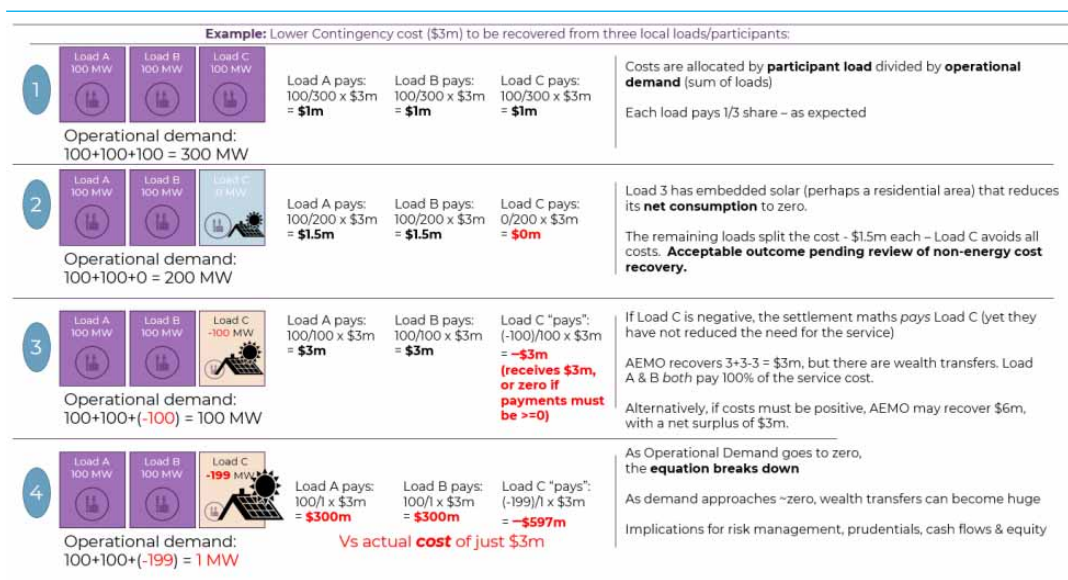 Example: Lower Contingency cost ($3m) to be recovered from three local loads/participants:
1
Load A
100 MW
Load B
100 MW
Load C
100 MW
Operational demand:
100+100+100 = 300 MW
Load A pays:
100/300 x $3m
= $1m
Load B pays:
100/300 x $3m
= $1m
Load C pays:
100/300 x $3m
= $1m
Costs are allocated by participant load divided by operational
demand (sum of loads)
Each load pays 1/3 share – as expected
2
Load A
100 MW
Load B
100 MW
Load C
0 MW
Operational demand:
100+100+0 = 200 MW
Load A pays:
100/200 x $3m
= $1.5m
Load B pays:
100/200 x $3m
= $1.5m
Load C pays:
0/200 x $3m
= $0m
Load 3 has embedded solar (perhaps a residential area) that reduces
its net consumption to zero.
The remaining loads split the cost - $1.5m each – Load C avoids all
costs. Acceptable outcome pending review of non-energy cost
recovery.
3
Load A
100 MW
Load B
100 MW
Load C
-100 MW
Operational demand:
100+100+(-100) = 100 MW
Load A pays:
100/100 x $3m
= $3m
Load B pays:
100/100 x $3m
= $3m
Load C “pays”:
(-100)/100 x $3m
= –$3m
(receives $3m,
or zero if
payments must
be >=0)
If Load C is negative, the settlement maths pays Load C (yet they
have not reduced the need for the service)
AEMO recovers 3+3-3 = $3m, but there are wealth transfers. Load
A & B both pay 100% of the service cost.
Alternatively, if costs must be positive, AEMO may recover $6m,
with a net surplus of $3m.
4
Load A
100 MW
Load B
100 MW
Load C
-199 MW
Operational demand:
100+100+(-199) = 1 MW
Load A pays:
100/1 x $3m
= $300m
Load B pays:
100/1 x $3m
= $300m
Load C “pays”:
(-199)/1 x $3m
= –$597m
Vs actual cost of just $3m
As Operational Demand goes to zero,
the equation breaks down
As demand approaches ~zero, wealth transfers can become huge
Implications for risk management, prudentials, cash flows & equity